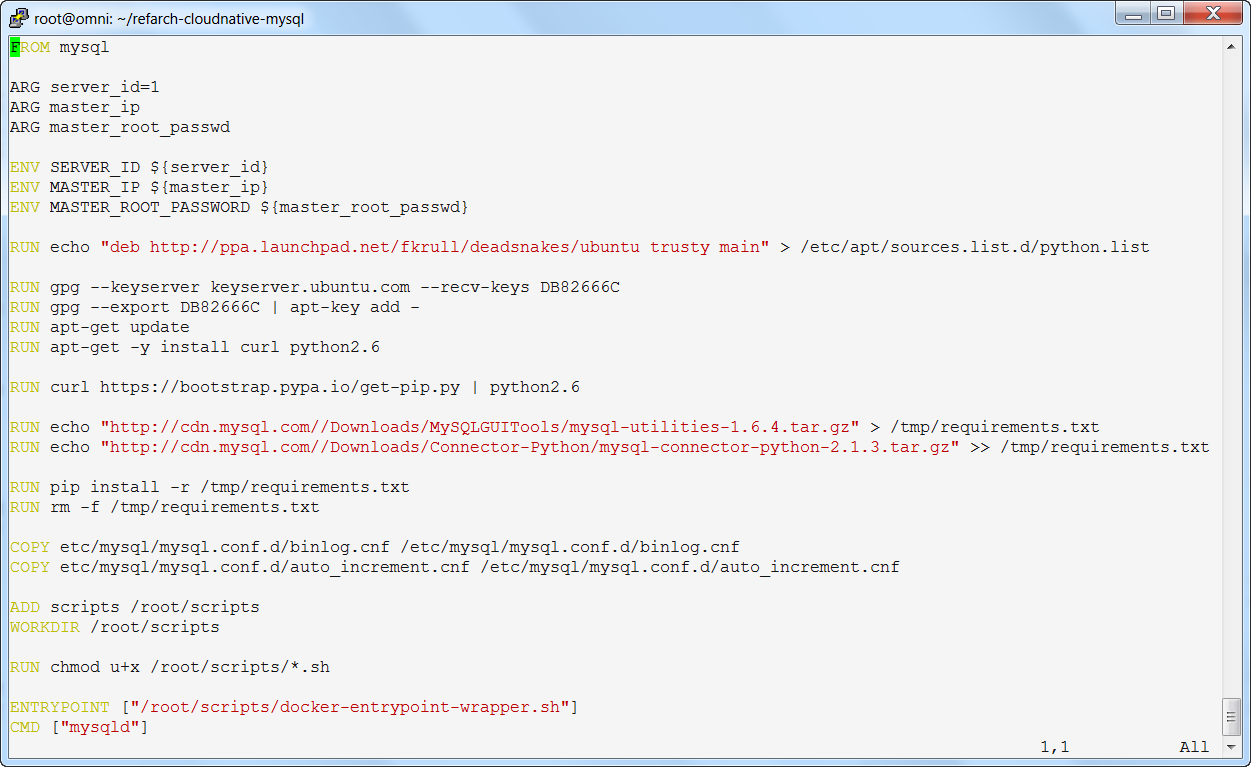 root@omni: ~/refarch-cloudnative-mysql
FROM mysql
ARG server_id=1
ARG master_ip
ARG master_root_passwd
ENV SERVER_ID ${server_id}
ENV MASTER_IP ${master_ip}
ENV MASTER_ROOT_PASSWORD ${master_root_passwd}
RUN echo "deb http://ppa.launchpad.net/fkrull/deadsnakes/ubuntu trusty main" > /etc/apt/sources.list.d/python.list
RUN gpg --keyserver keyserver.ubuntu.com --recv-keys DB82666C
RUN gpg --export DB82666C | apt-key add -
RUN apt-get update
RUN apt-get -y install curl python2.6
RUN curl https://bootstrap.pypa.io/get-pip.py | python2.6
RUN echo "http://cdn.mysql.com//Downloads/MySQLGUITools/mysql-utilities-1.6.4.tar.gz" > /tmp/requirements.txt
RUN echo "http://cdn.mysql.com//Downloads/Connector-Python/mysql-connector-python-2.1.3.tar.gz" >> /tmp/requirements.txt
RUN pip install -r /tmp/requirements.txt
RUN rm -f /tmp/requirements.txt
COPY etc/mysql/mysql.conf.d/binlog.cnf /etc/mysql/mysql.conf.d/binlog.cnf
COPY etc/mysql/mysql.conf.d/auto_increment.cnf /etc/mysql/mysql.conf.d/auto_increment.cnf
ADD scripts /root/scripts
WORKDIR /root/scripts
RUN chmod u+x /root/scripts/*.sh
ENTRYPOINT ["/root/scripts/docker-entrypoint-wrapper.sh"]
CMD ["mysqld"]
1,1 All